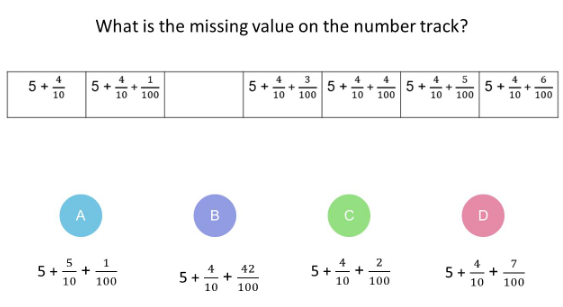 What is the missing value on the number track?
5 + 4/10 5 + 4/10 + 1/100 5 + 4/10 + 3/100 5 + 4/10 + 4/100 5 + 4/10 + 5/100 5 + 4/10 + 6/100
A B C D
5 + 5/10 + 1/100 5 + 4/10 + 42/100 5 + 4/10 + 2/100 5 + 4/10 + 7/100